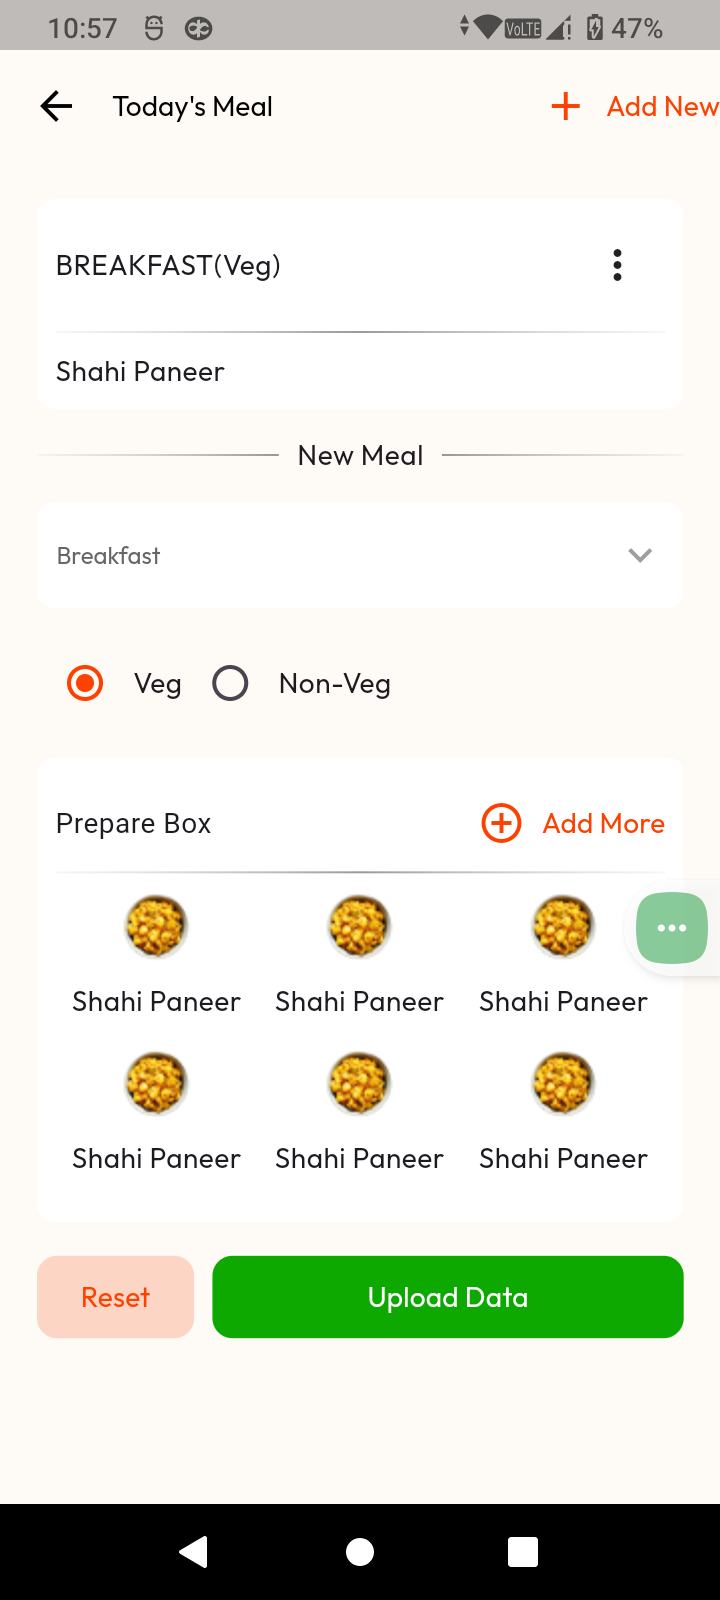 10:57 VoLTE 47%
Today's Meal + Add New
BREAKFAST(Veg)
Shahi Paneer
New Meal
Breakfast
Veg Non-Veg
Prepare Box Add More
Shahi Paneer Shahi Paneer Shahi Paneer
Shahi Paneer Shahi Paneer Shahi Paneer
Reset Upload Data